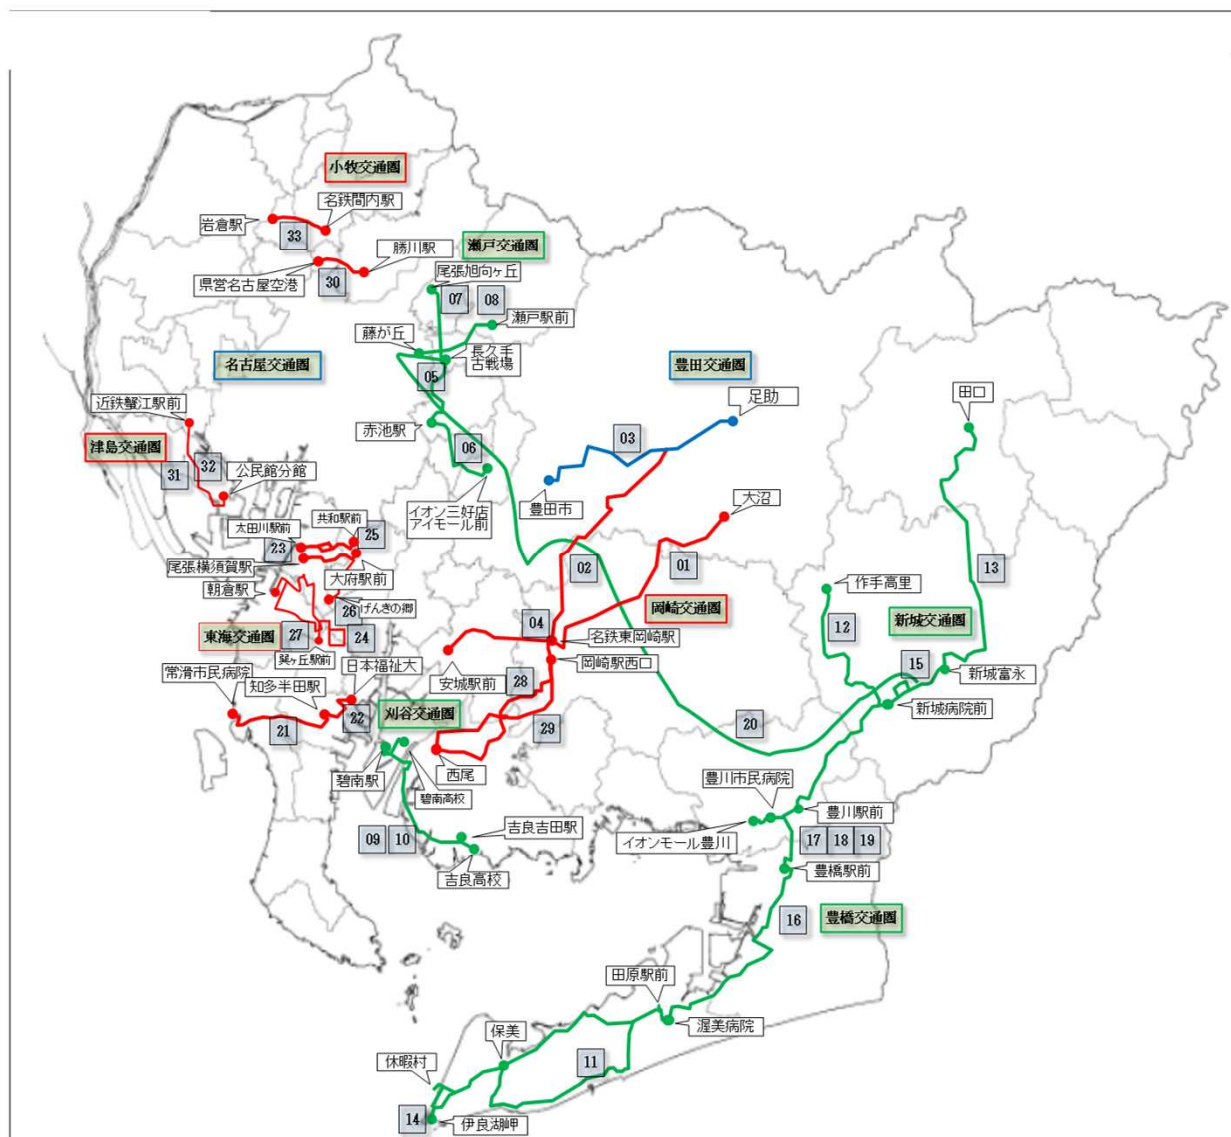 小牧交通圏
名鉄間内駅
岩倉駅
33
勝川駅
県営名古屋空港
30
瀬戸交通圏
尾張旭向ヶ丘
07
08
瀬戸駅前
藤が丘
長久手
古戦場
05
名古屋交通圏
豊田交通圏
近鉄蟹江駅前
足助
田口
赤池駅
03
津島交通圏
06
32
31
公民館分館
イオン三好店
アイモール前
豊田市
大沼
太田川駅前
共和駅前
25
23
尾張横須賀駅
大府駅前
02
01
13
朝倉駅
作手高里
26
げんきの郷
岡崎交通圏
新城交通圏
東海交通圏
27
24
04
名鉄東岡崎駅
12
巽ヶ丘駅前
岡崎駅西口
15
新城富永
常滑市民病院
知多半田駅
日本福祉大
安城駅前
28
新城病院前
21
22
刈谷交通圏
29
20
碧南駅
西尾
豊川市民病院
碧南高校
豊川駅前
09
10
吉良吉田駅
イオンモール豊川
17
18
19
吉良高校
豊橋駅前
16
豊橋交通圏
田原駅前
渥美病院
保美
休暇村
11
14
伊良湖岬